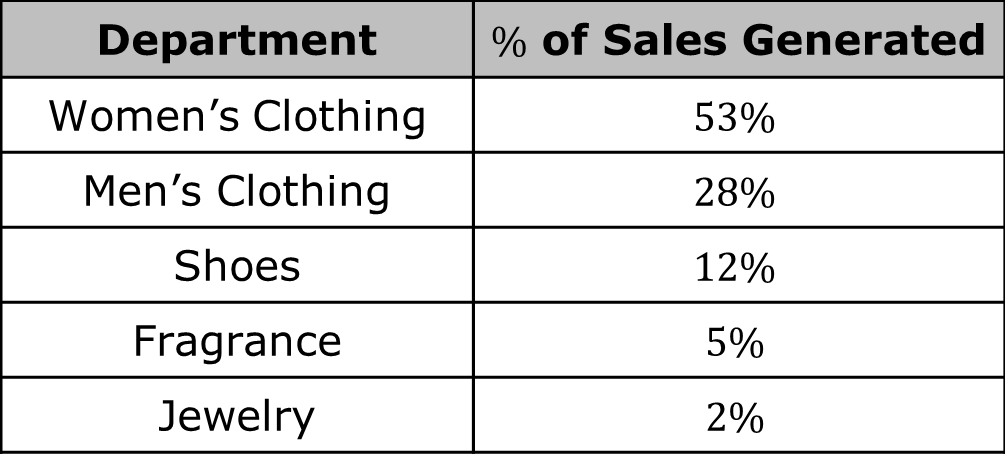 Department % of Sales Generated
Women’s Clothing 53%
Men’s Clothing 28%
Shoes 12%
Fragrance 5%
Jewelry 2%